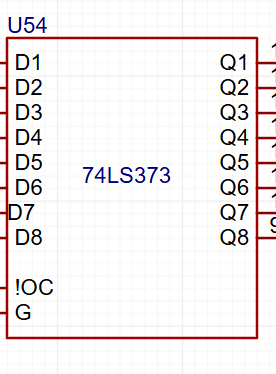 U54
D1 Q1
D2 Q2
D3 Q3
D4 Q4
D5 Q5
D6 74LS373 Q6
D7 Q7
D8 Q8
!OC
G